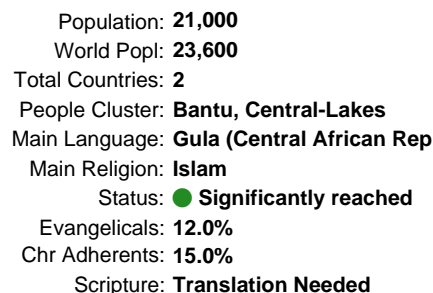 Population: 21,000
World Popl: 23,600
Total Countries: 2
People Cluster: Bantu, Central-Lakes
Main Language: Gula (Central African Rep
Main Religion: Islam
Status: Significantly reached
Evangelicals: 12.0%
Chr Adherents: 15.0%
Scripture: Translation Needed